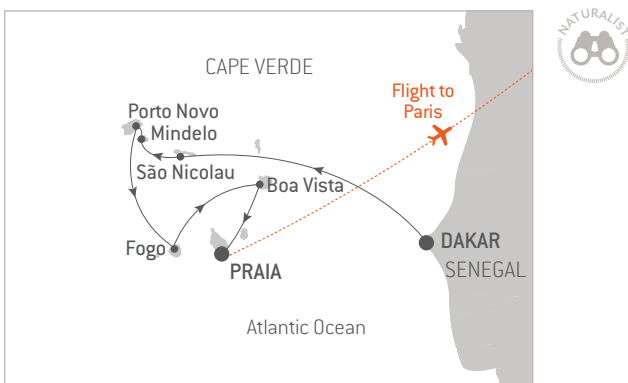 NATURALIST
CAPE VERDE
Flight to
Paris
Porto Novo
Mindelo
São Nicolau
Boa Vista
Fogo
PRAIA
DAKAR
SENEGAL
Atlantic Ocean